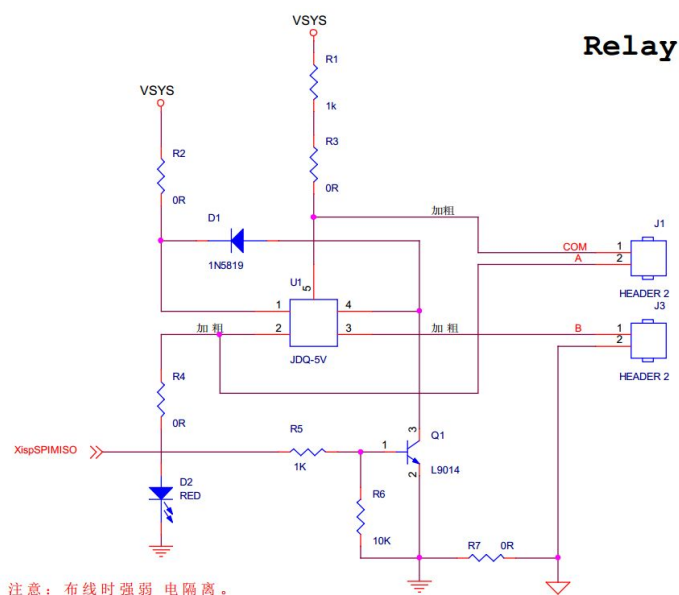 Relay
VSYS
R1
1k
VSYS
R3
0R
R2
0R
D1
1N5819
加粗
J1
COM 1
A 2
HEADER 2
U1
5
1
4
2
3
加 粗
加 粗
JDQ-5V
B 1
2
J3
HEADER 2
R4
0R
XispSPIMISO
R5
1K
1
3
2
Q1
L9014
D2
RED
R6
10K
R7 0R
注意：布线时强弱 电隔离。